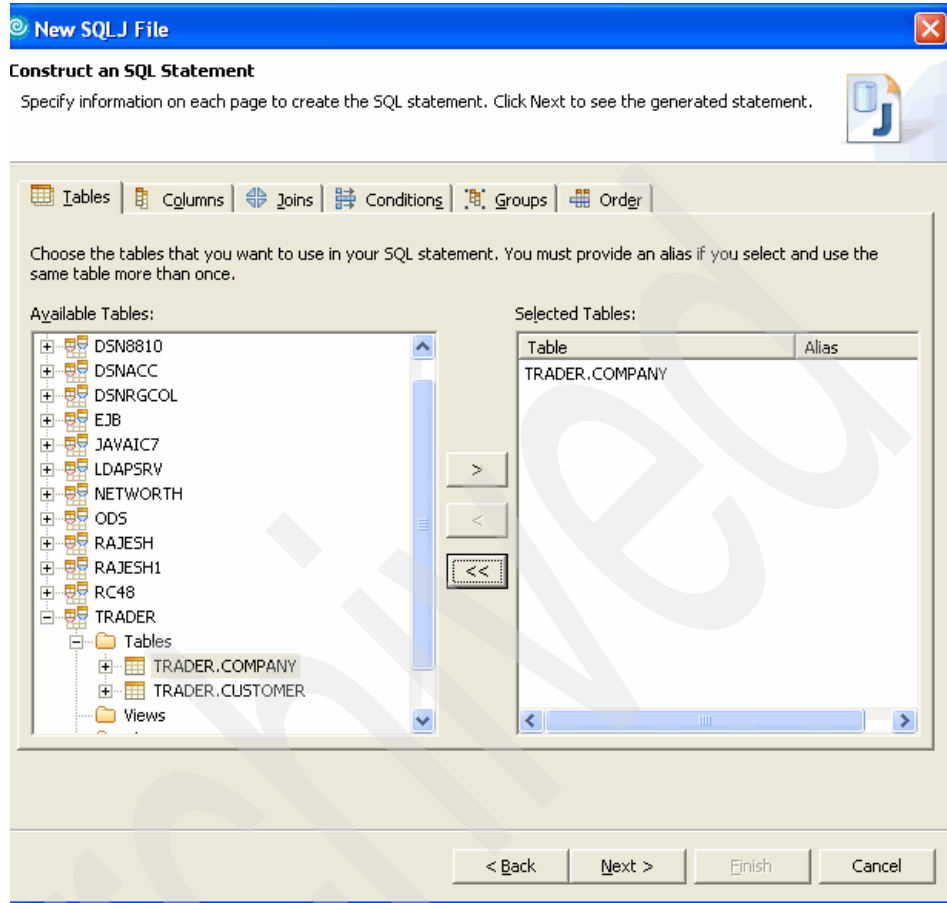 New SQLJ File
Construct an SQL Statement
Specify information on each page to create the SQL statement. Click Next to see the generated statement.
Tables Columns Joins Conditions Groups Order
Choose the tables that you want to use in your SQL statement. You must provide an alias if you select and use the
same table more than once.
Available Tables:
DSN8810
DSNACC
DSNRGCOL
EJB
JAVAIC7
LDAPSRV
NETWORTH
ODS
RAJESH
RAJESH1
RC48
TRADER
Tables
TRADER.COMPANY
TRADER.CUSTOMER
Views
>
<
<<
Selected Tables:
Table Alias
TRADER.COMPANY
< Back Next > Finish Cancel